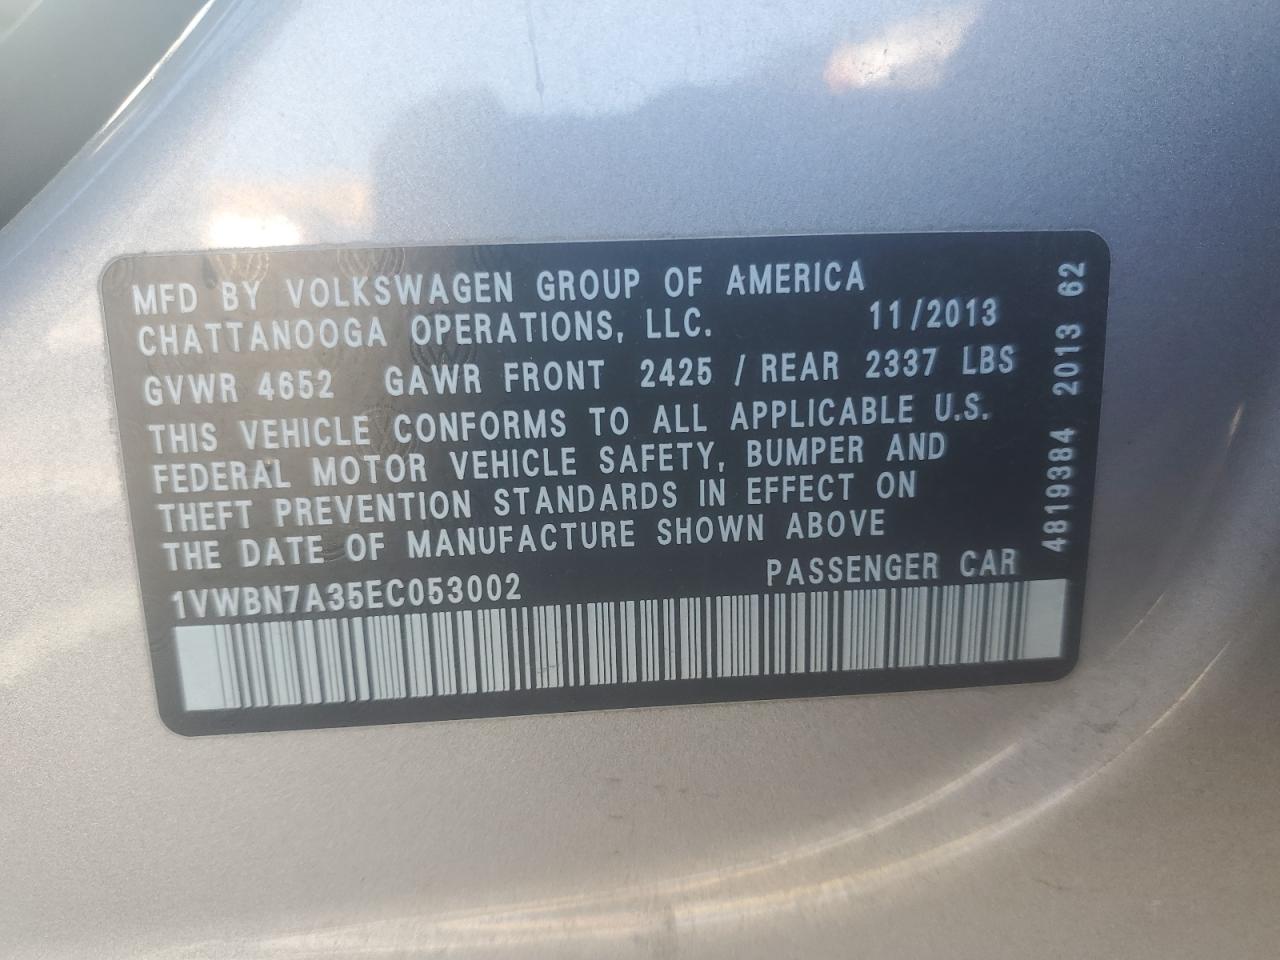 MFD BY VOLKSWAGEN GROUP OF AMERICA
CHATTANOOGA OPERATIONS, LLC. 11/2013
GVWR 4652 GAWR FRONT 2425 / REAR 2337 LBS
THIS VEHICLE CONFORMS TO ALL APPLICABLE U.S.
FEDERAL MOTOR VEHICLE SAFETY, BUMPER AND
THEFT PREVENTION STANDARDS IN EFFECT ON
THE DATE OF MANUFACTURE SHOWN ABOVE
1VWBN7A35EC053002 PASSENGER CAR
4819384 2013 62